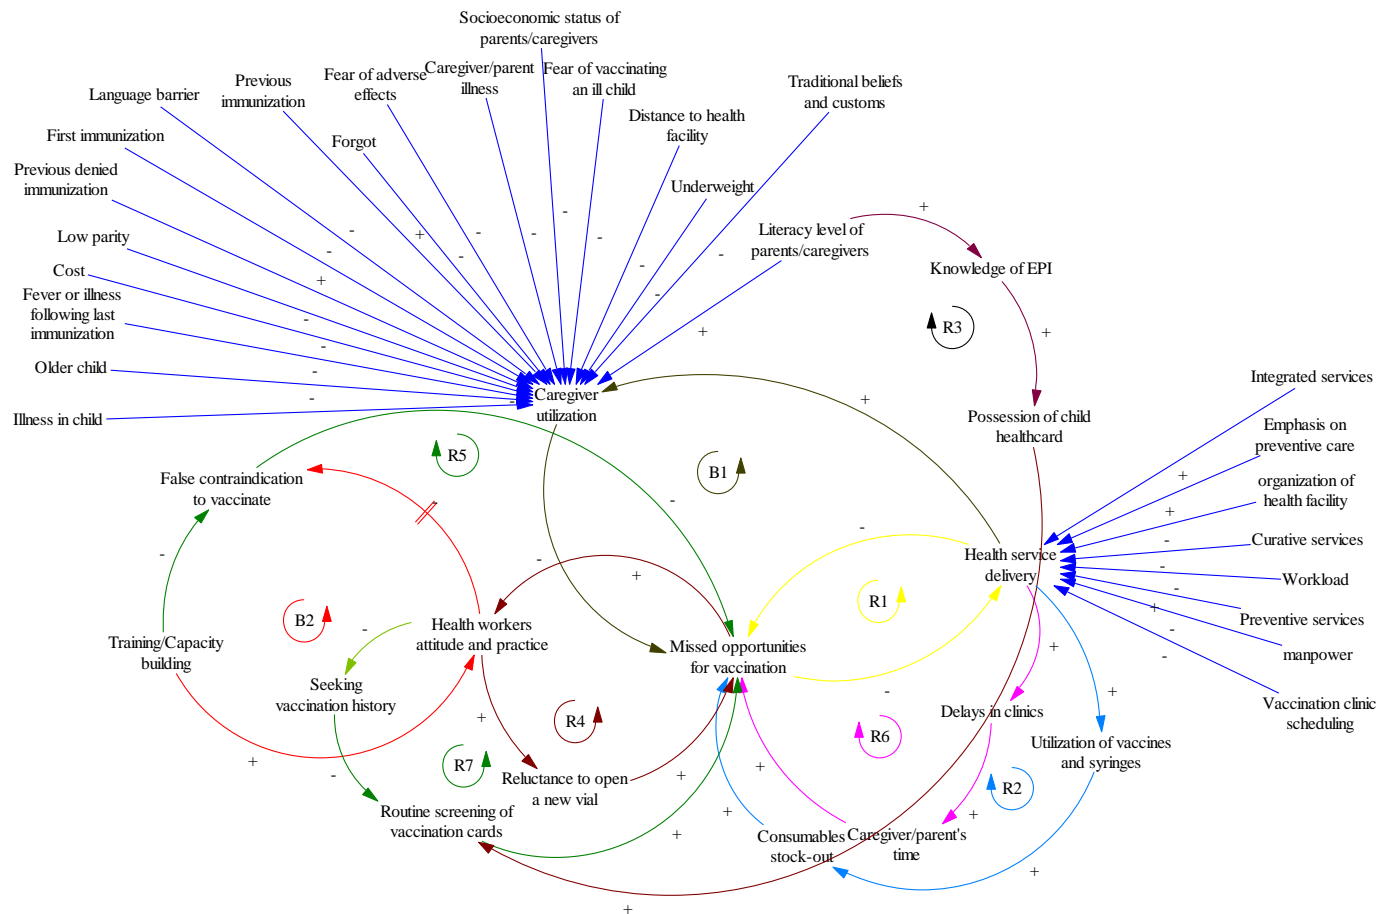 Socioeconomic status of
parents/caregivers
Previous
immunization
Fear of adverse
effects
Caregiver/parent
illness
Fear of vaccinating
an ill child
Traditional beliefs
and customs
Language barrier
Distance to health
facility
First immunization
Forgot
Previous denied
immunization
Underweight
Low parity
Literacy level of
parents/caregivers
+
Knowledge of EPI
Cost
Fever or illness
following last
immunization
Older child
Illness in child
-
-
+
+
-
-
-
-
-
-
-
-
-
-
-
-
+
R3
+
Caregiver
utilization
+
Possession of child
healthcard
Integrated services
Emphasis on
preventive care
organization of
health facility
Curative services
Workload
Preventive services
manpower
Vaccination clinic
scheduling
+
+
-
-
-
+
-
-
R5
B1
False contraindication
to vaccinate
-
-
-
-
Health service
delivery
-
+
R1
B2
Training/Capacity
building
Health workers
attitude and practice
-
Missed opportunities
for vaccination
-
+
Seeking
vaccination history
Delays in clinics
+
+
R4
R6
Utilization of vaccines
and syringes
+
-
R7
Reluctance to open
a new vial
+
+
R2
Routine screening of
vaccination cards
+
+
Consumables
stock-out
Caregiver/parent's
time
+
+
+